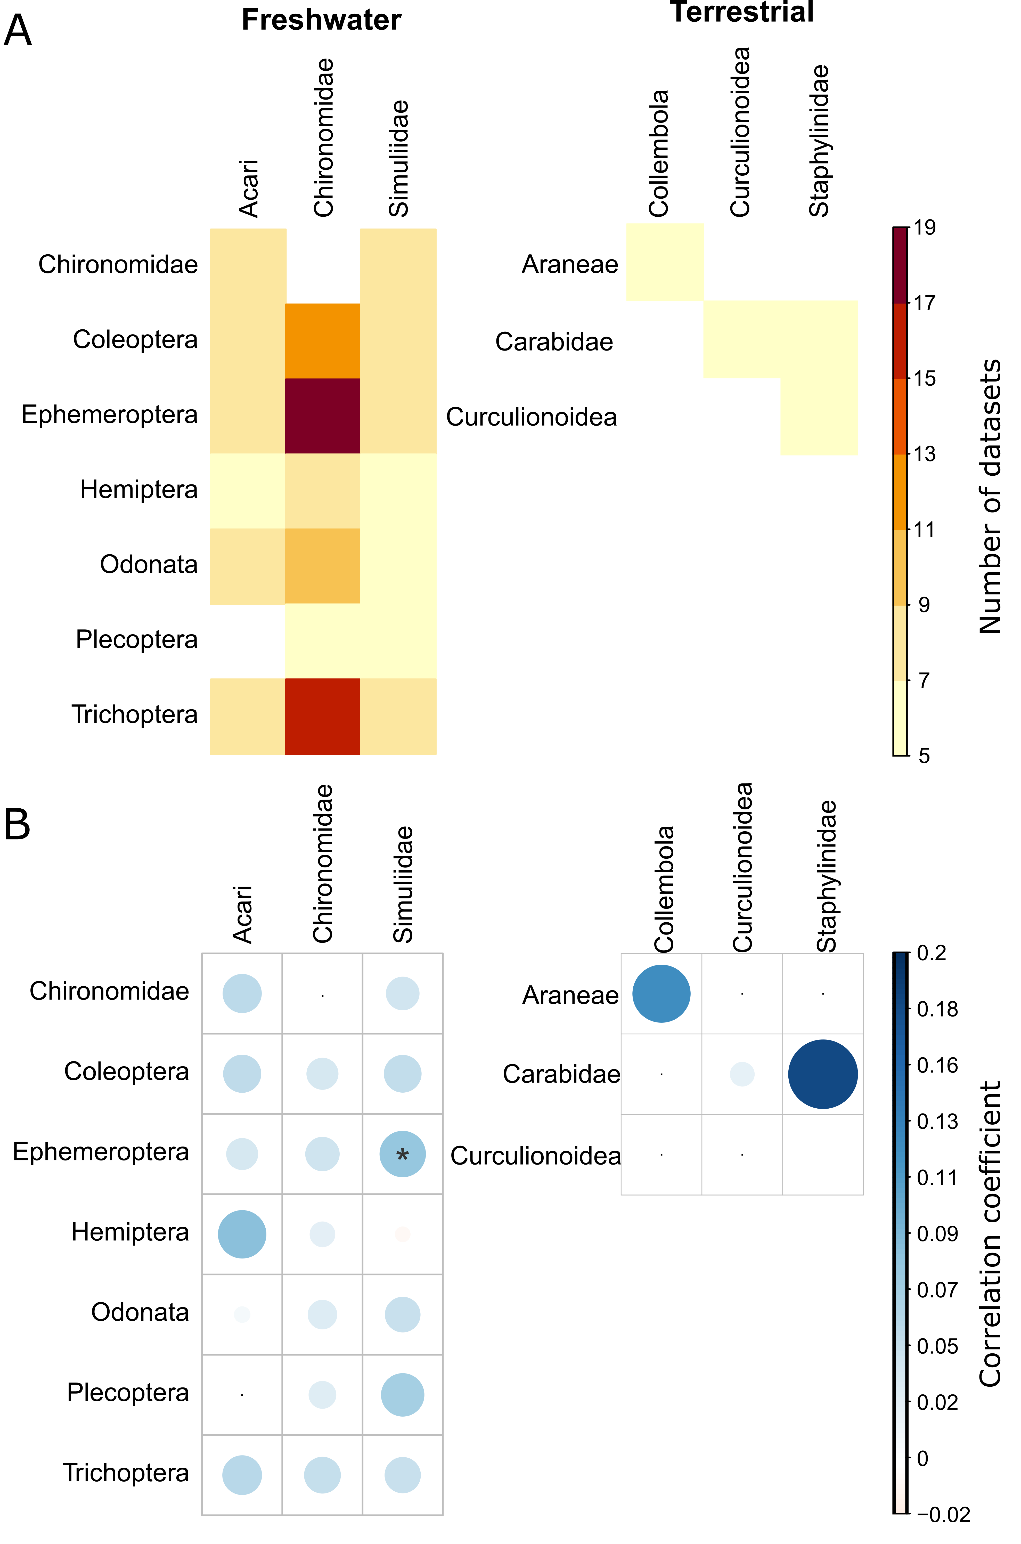 A
Freshwater
Terrestrial
Acari
Chironomidae
Simuliidae
Collembola
Curculionoidea
Staphylinidae
Chironomidae
Coleoptera
Ephemeroptera
Hemiptera
Odonata
Plecoptera
Trichoptera
Araneae
Carabidae
Curculionoidea
19
17
15
13
11
9
7
5
Number of datasets
B
Acari
Chironomidae
Simuliidae
Collembola
Curculionoidea
Staphylinidae
Chironomidae
Coleoptera
Ephemeroptera
*
Hemiptera
Odonata
Plecoptera
Trichoptera
Araneae
Carabidae
Curculionoidea
0.2
0.18
0.16
0.13
0.11
0.09
0.07
0.05
0.02
0
−0.02
Correlation coefficient